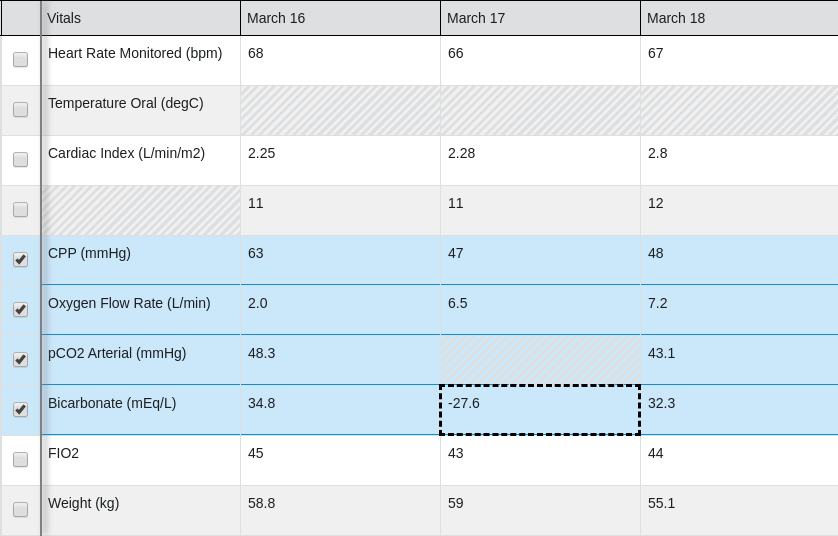 Vitals March 16 March 17 March 18
Heart Rate Monitored (bpm) 68 66 67
Temperature Oral (degC)
Cardiac Index (L/min/m2) 2.25 2.28 2.8
11 11 12
CPP (mmHg) 63 47 48
Oxygen Flow Rate (L/min) 2.0 6.5 7.2
pCO2 Arterial (mmHg) 48.3 43.1
Bicarbonate (mEq/L) 34.8 -27.6 32.3
FIO2 45 43 44
Weight (kg) 58.8 59 55.1